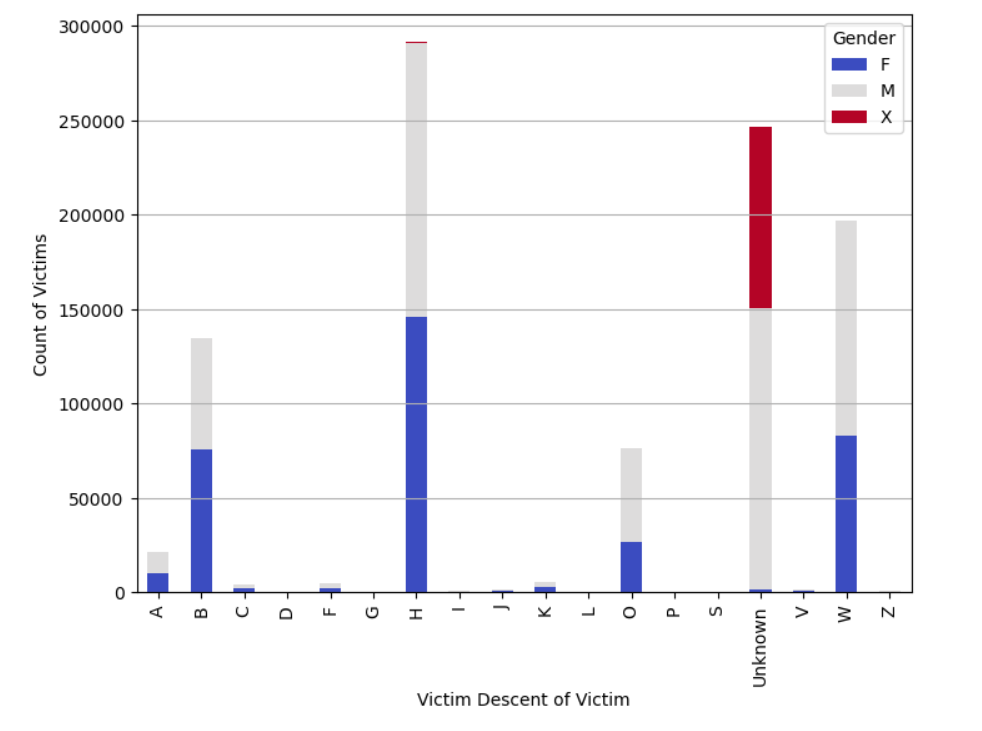 300000
250000
200000
150000
100000
50000
0
Count of Victims
Gender
F
M
X
A B C D F G H I J K L O P S Unknown V W Z
Victim Descent of Victim